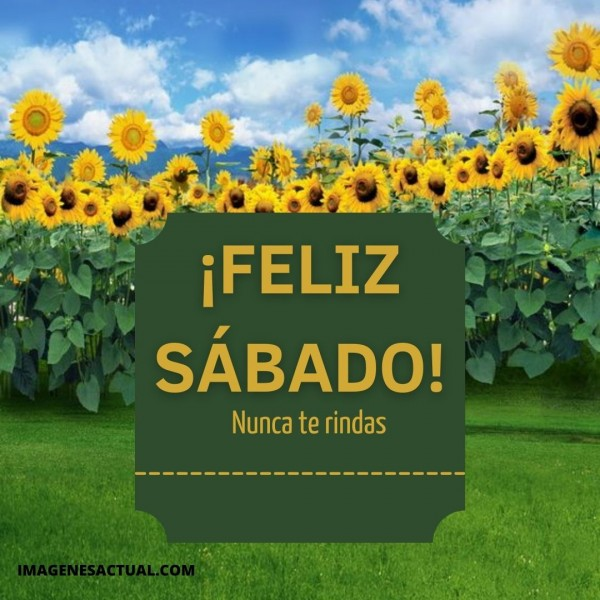 ¡FELIZ
SÁBADO!
Nunca te rindas
IMAGENESACTUAL.COM